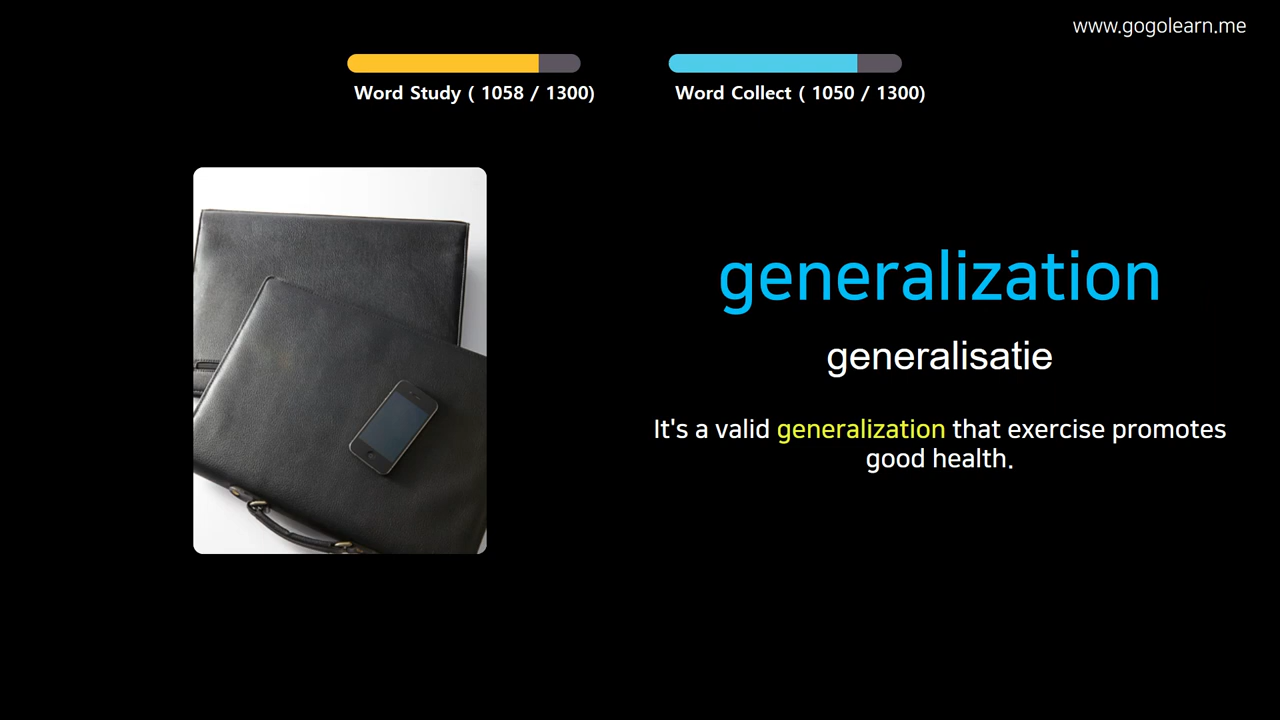 www.gogolearn.me
Word Study ( 1058 / 1300)
Word Collect ( 1050 / 1300)
generalization
generalisatie
It's a valid generalization that exercise promotes
good health.